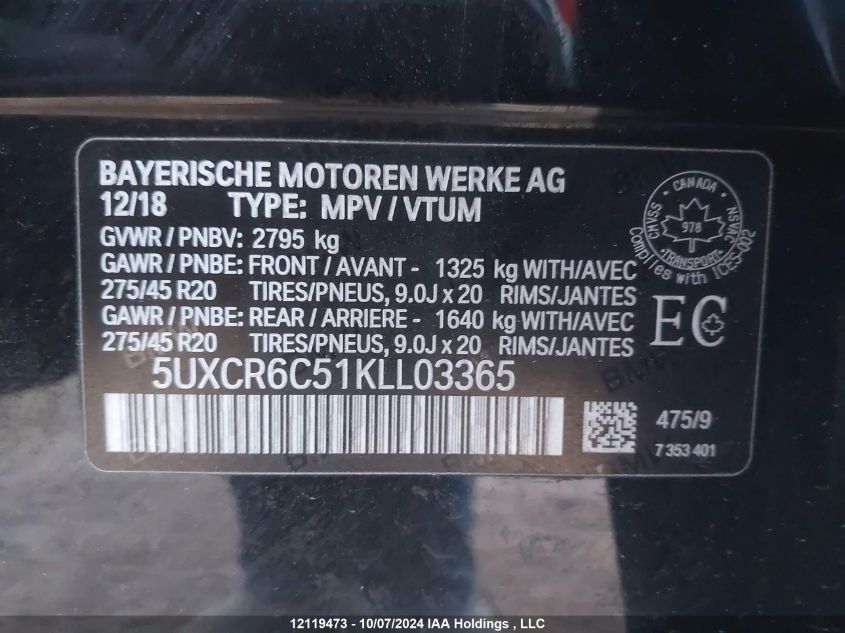 BAYERISCHE MOTOREN WERKE AG
12/18 TYPE: MPV / VTUM
GVWR / PNBV: 2795 kg
GAWR / PNBE: FRONT / AVANT - 1325 kg WITH/AVEC
275/45 R20 TIRES/PNEUS, 9.0J x 20 RIMS/JANTES
GAWR / PNBE: REAR / ARRIERE - 1640 kg WITH/AVEC
275/45 R20 TIRES/PNEUS, 9.0J x 20 RIMS/JANTES
5UXCR6C51KLL03365
CANADA
CMVSS
NSVAC
978
TRANSPORT
Complies with ICES-002
EC
475/9
7 353 401
12119473 - 10/07/2024 IAA Holdings , LLC